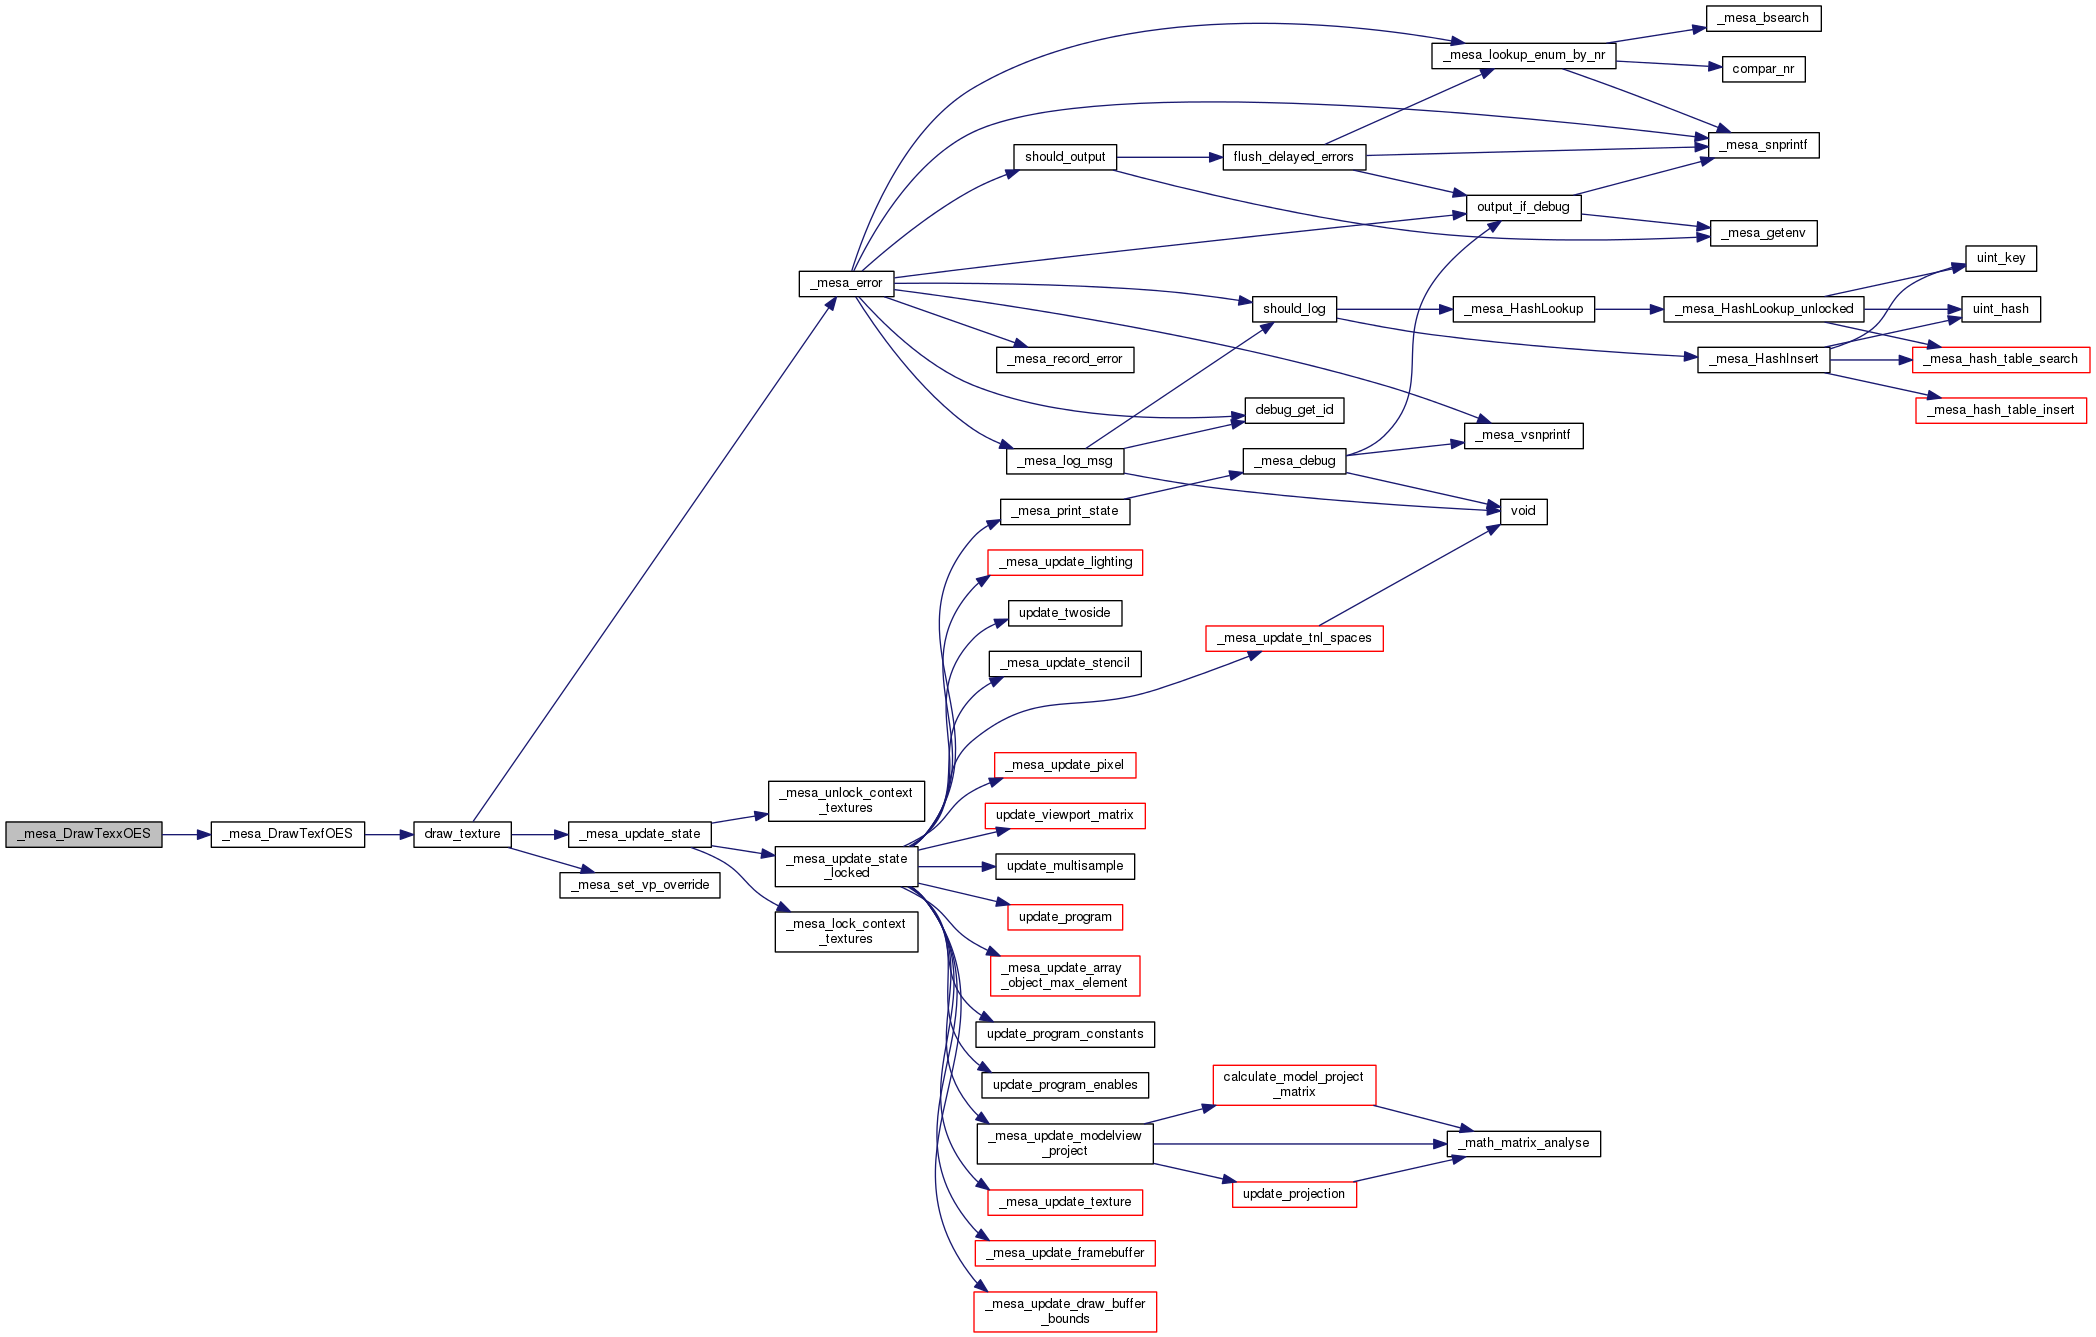 _mesa_DrawTexxOES
_mesa_DrawTexfOES
draw_texture
_mesa_error
_mesa_update_state
_mesa_set_vp_override
_mesa_unlock_context
_textures
_mesa_update_state
_locked
_mesa_lock_context
_textures
should_output
_mesa_record_error
_mesa_log_msg
_mesa_print_state
_mesa_update_lighting
update_twoside
_mesa_update_stencil
_mesa_update_pixel
update_viewport_matrix
update_multisample
update_program
_mesa_update_array
_object_max_element
update_program_constants
update_program_enables
_mesa_update_modelview
_project
_mesa_update_texture
_mesa_update_framebuffer
_mesa_update_draw_buffer
_bounds
flush_delayed_errors
should_log
debug_get_id
_mesa_debug
_mesa_update_tnl_spaces
calculate_model_project
_matrix
update_projection
_mesa_lookup_enum_by_nr
output_if_debug
_mesa_HashLookup
_mesa_vsnprintf
void
_math_matrix_analyse
_mesa_bsearch
compar_nr
_mesa_snprintf
_mesa_getenv
_mesa_HashLookup_unlocked
_mesa_HashInsert
uint_key
uint_hash
_mesa_hash_table_search
_mesa_hash_table_insert